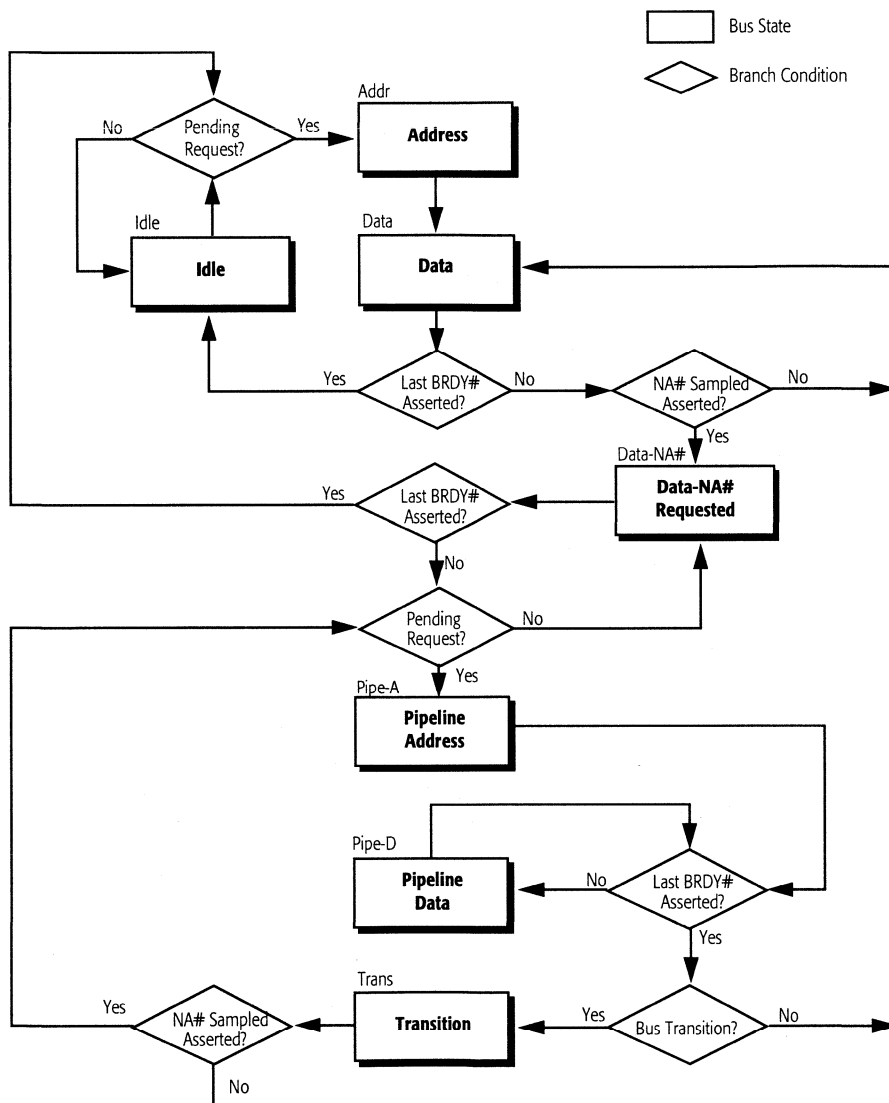 Bus State
Branch Condition
Addr
No
Pending
Request?
Yes
Address
Idle
Data
Idle
Data
Yes
Last BRDY#
Asserted?
No
NA# Sampled
Asserted?
No
Yes
Data-NA#
Yes
Last BRDY#
Asserted?
Data-NA#
Requested
No
Pending
Request?
No
Yes
Pipe-A
Pipeline
Address
Pipe-D
Pipeline
Data
No
Last BRDY#
Asserted?
Yes
Trans
Yes
NA# Sampled
Asserted?
Transition
Yes
Bus Transition?
No
No